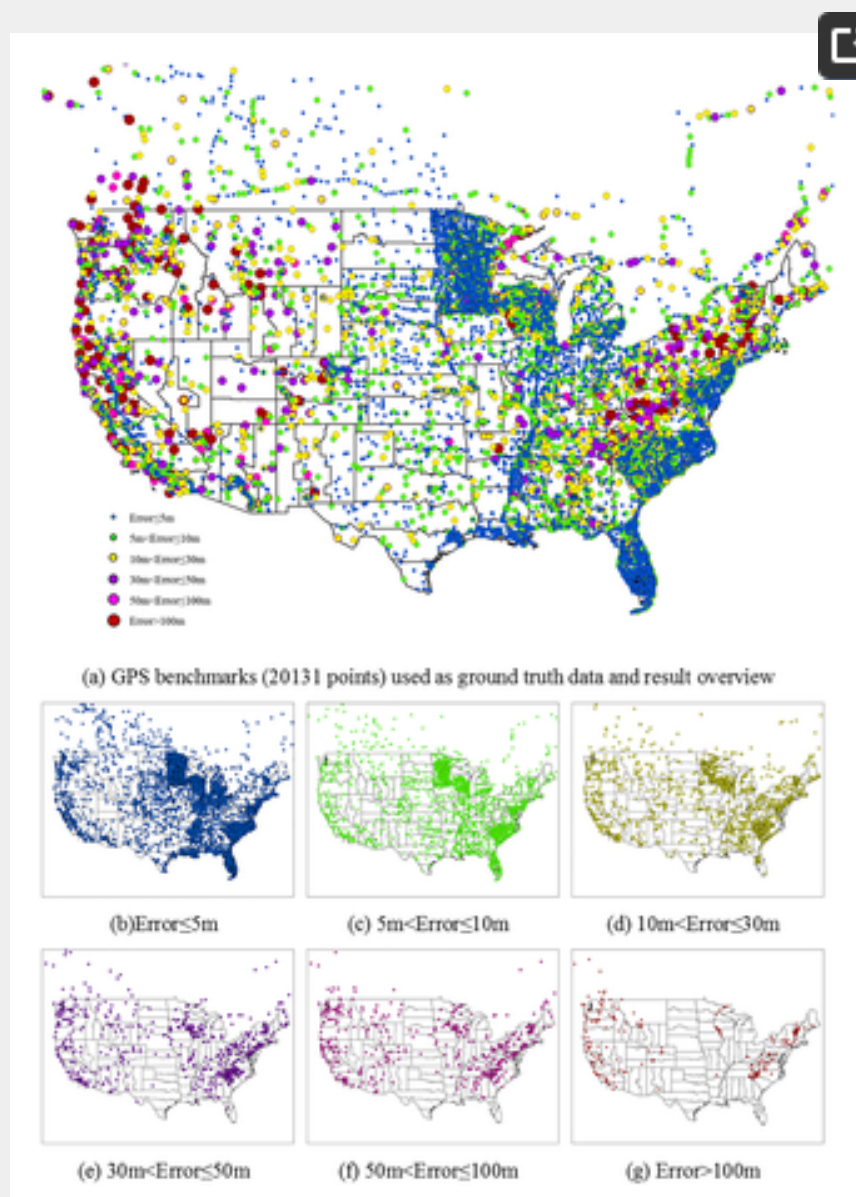 Error≤5m
5m<Error≤10m
10m<Error≤30m
30m<Error≤50m
50m<Error≤100m
Error>100m
(a) GPS benchmarks (20131 points) used as ground truth data and result overview
(b)Error≤5m
(c) 5m<Error≤10m
(d) 10m<Error≤30m
(e) 30m<Error≤50m
(f) 50m<Error≤100m
(g) Error>100m